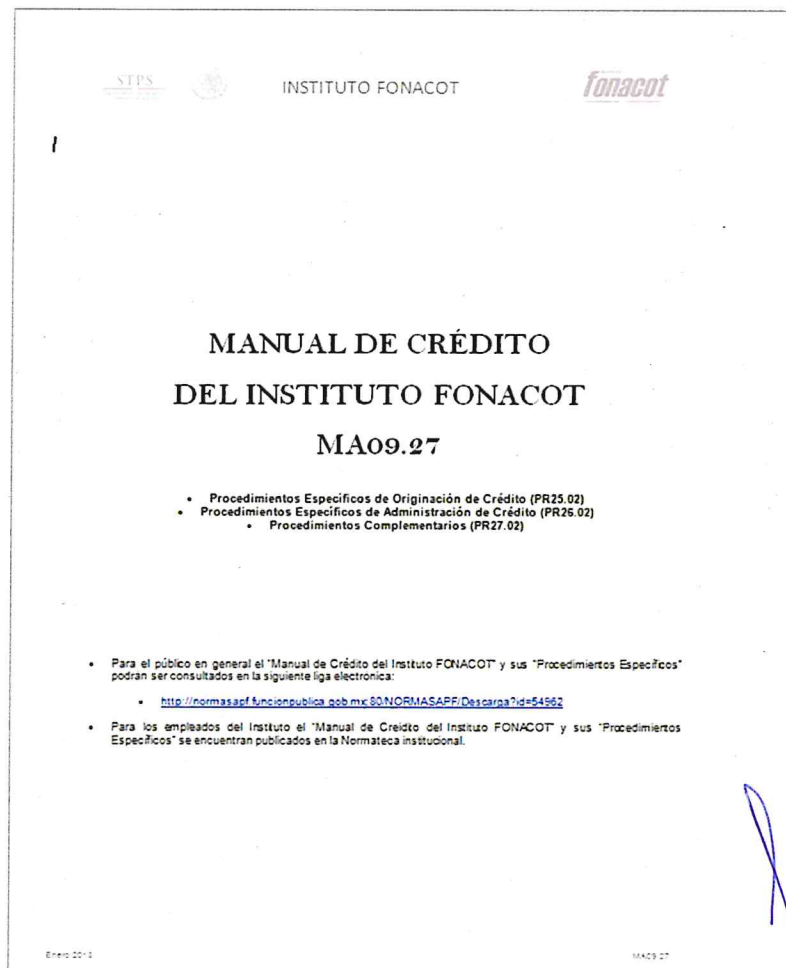 STPS
INSTITUTO FONACOT
fonacot
MANUAL DE CRÉDITO
DEL INSTITUTO FONACOT
MA09.27
• Procedimientos Específicos de Originación de Crédito (PR25.02)
• Procedimientos Específicos de Administración de Crédito (PR26.02)
• Procedimientos Complementarios (PR27.02)
• Para el público en general el "Manual de Crédito del Instituto FONACOT" y sus "Procedimientos Específicos"
podrán ser consultados en la siguiente liga electrónica:
• http://normasapf.funcionpublica.gob.mx:80/NORMASAPF/Descarga?id=54962
• Para los empleados del Instituto el "Manual de Creidto del Instituto FONACOT" y sus "Procedimientos
Específicos" se encuentran publicados en la Normateca institucional.
Enero
MA09.27